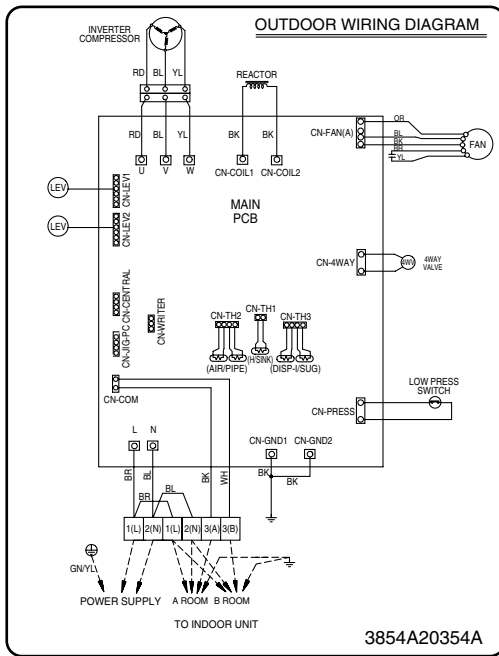 OUTDOOR WIRING DIAGRAM
INVERTER
COMPRESSOR
RD BL YL
REACTOR
RD BL YL
BK BK
U V W
CN-COIL1 CN-COIL2
CN-FAN(A)
OR
BL
BK
BR
YL
FAN
LEV
CN-LEV1
LEV
CN-LEV2
MAIN
PCB
CN-4WAY
4WV
4WAY
VALVE
CN-CENTRAL
CN-WRITER
CN-JIG-PC
CN-TH2
CN-TH1
CN-TH3
(AIR/PIPE)
(H/SINK)
(DISP-I/SUG)
CN-COM
LOW PRESS
SWITCH
CN-PRESS
L N
CN-GND1 CN-GND2
BR BL BK WH
BR BL
BK
BK
1(L) 2(N) 1(L) 2(N) 3(A) 3(B)
GN/YL
POWER SUPPLY A ROOM B ROOM
TO INDOOR UNIT
3854A20354A